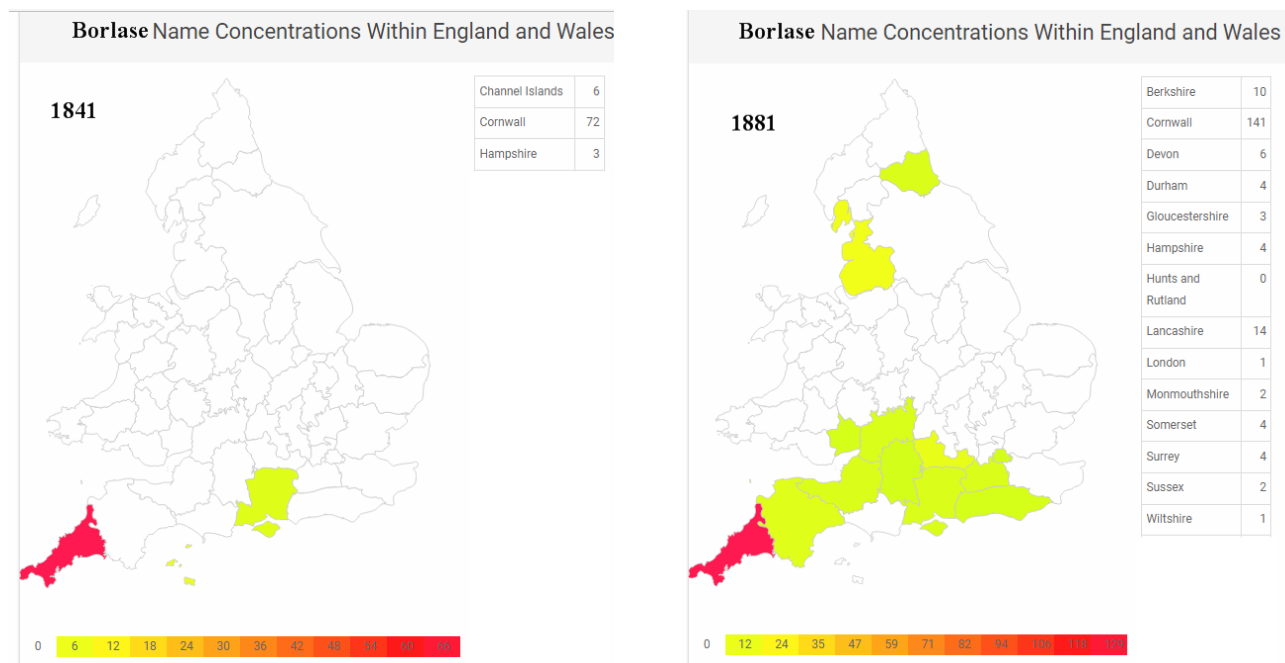 Borlase Name Concentrations Within England and Wales
1841
Channel Islands 6
Cornwall 72
Hampshire 3
0 6 12 18 24 30 36 42 48 54 60 66
Borlase Name Concentrations Within England and Wales
1881
Berkshire 10
Cornwall 141
Devon 6
Durham 4
Gloucestershire 3
Hampshire 4
Hunts and 0
Rutland
Lancashire 14
London 1
Monmouthshire 2
Somerset 4
Surrey 4
Sussex 2
Wiltshire 1
0 12 24 35 47 59 71 82 94 106 118 129